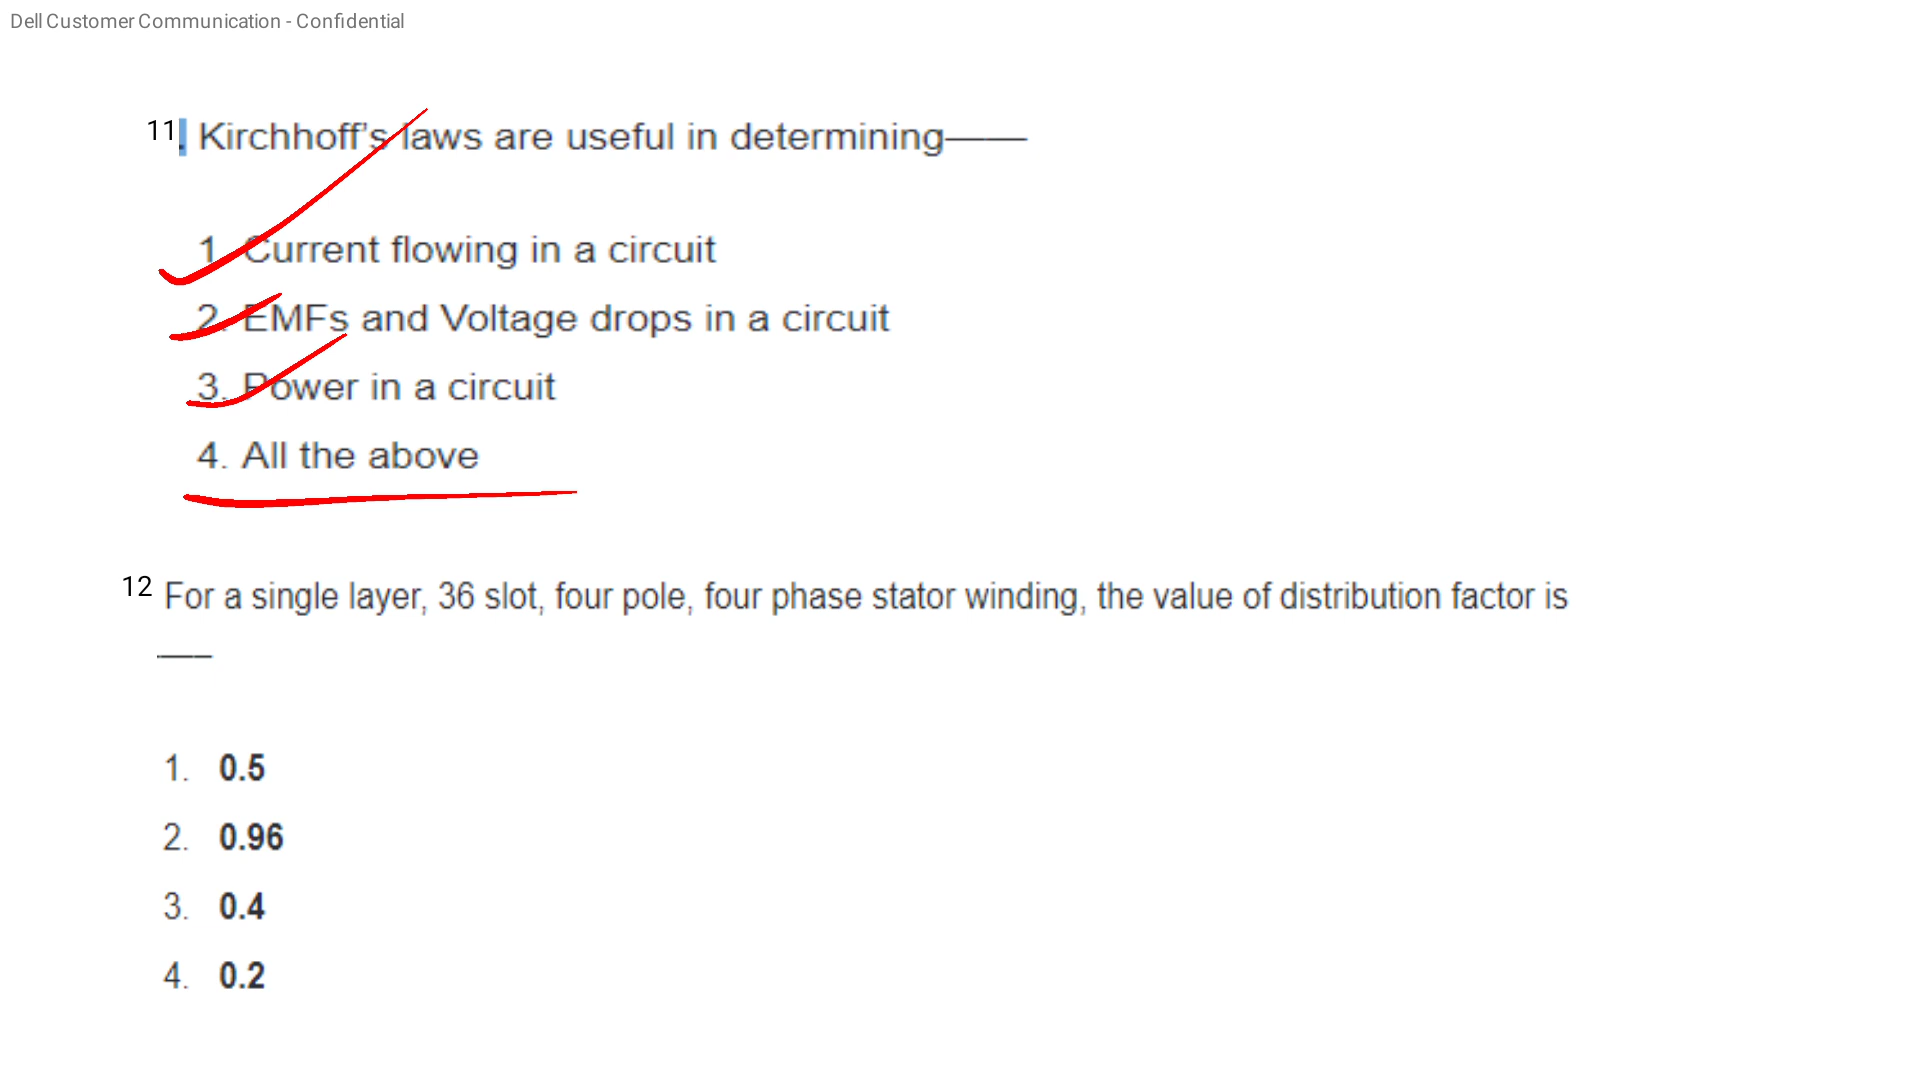 Dell Customer Communication - Confidential
11. Kirchhoff's laws are useful in determining——
1. Current flowing in a circuit
2. EMFs and Voltage drops in a circuit
3. Power in a circuit
4. All the above
12 For a single layer, 36 slot, four pole, four phase stator winding, the value of distribution factor is
___
1. 0.5
2. 0.96
3. 0.4
4. 0.2